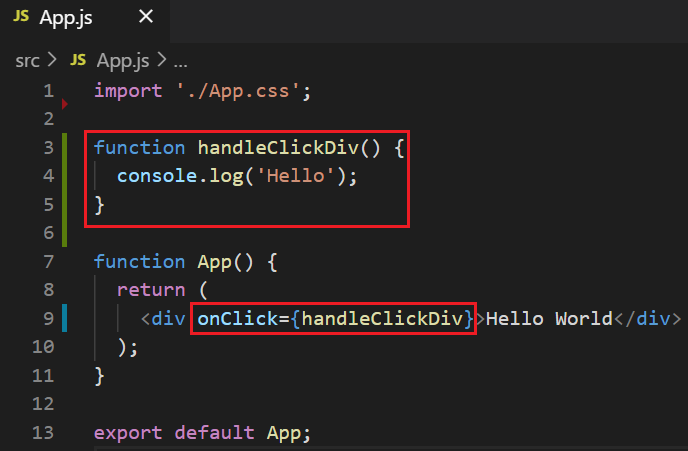 JS App.js ×
src > JS App.js > ...
1 import './App.css';
2
3 function handleClickDiv() {
4   console.log('Hello');
5 }
6
7 function App() {
8   return (
9     <div onClick={handleClickDiv}>Hello World</div>
10   );
11 }
12
13 export default App;